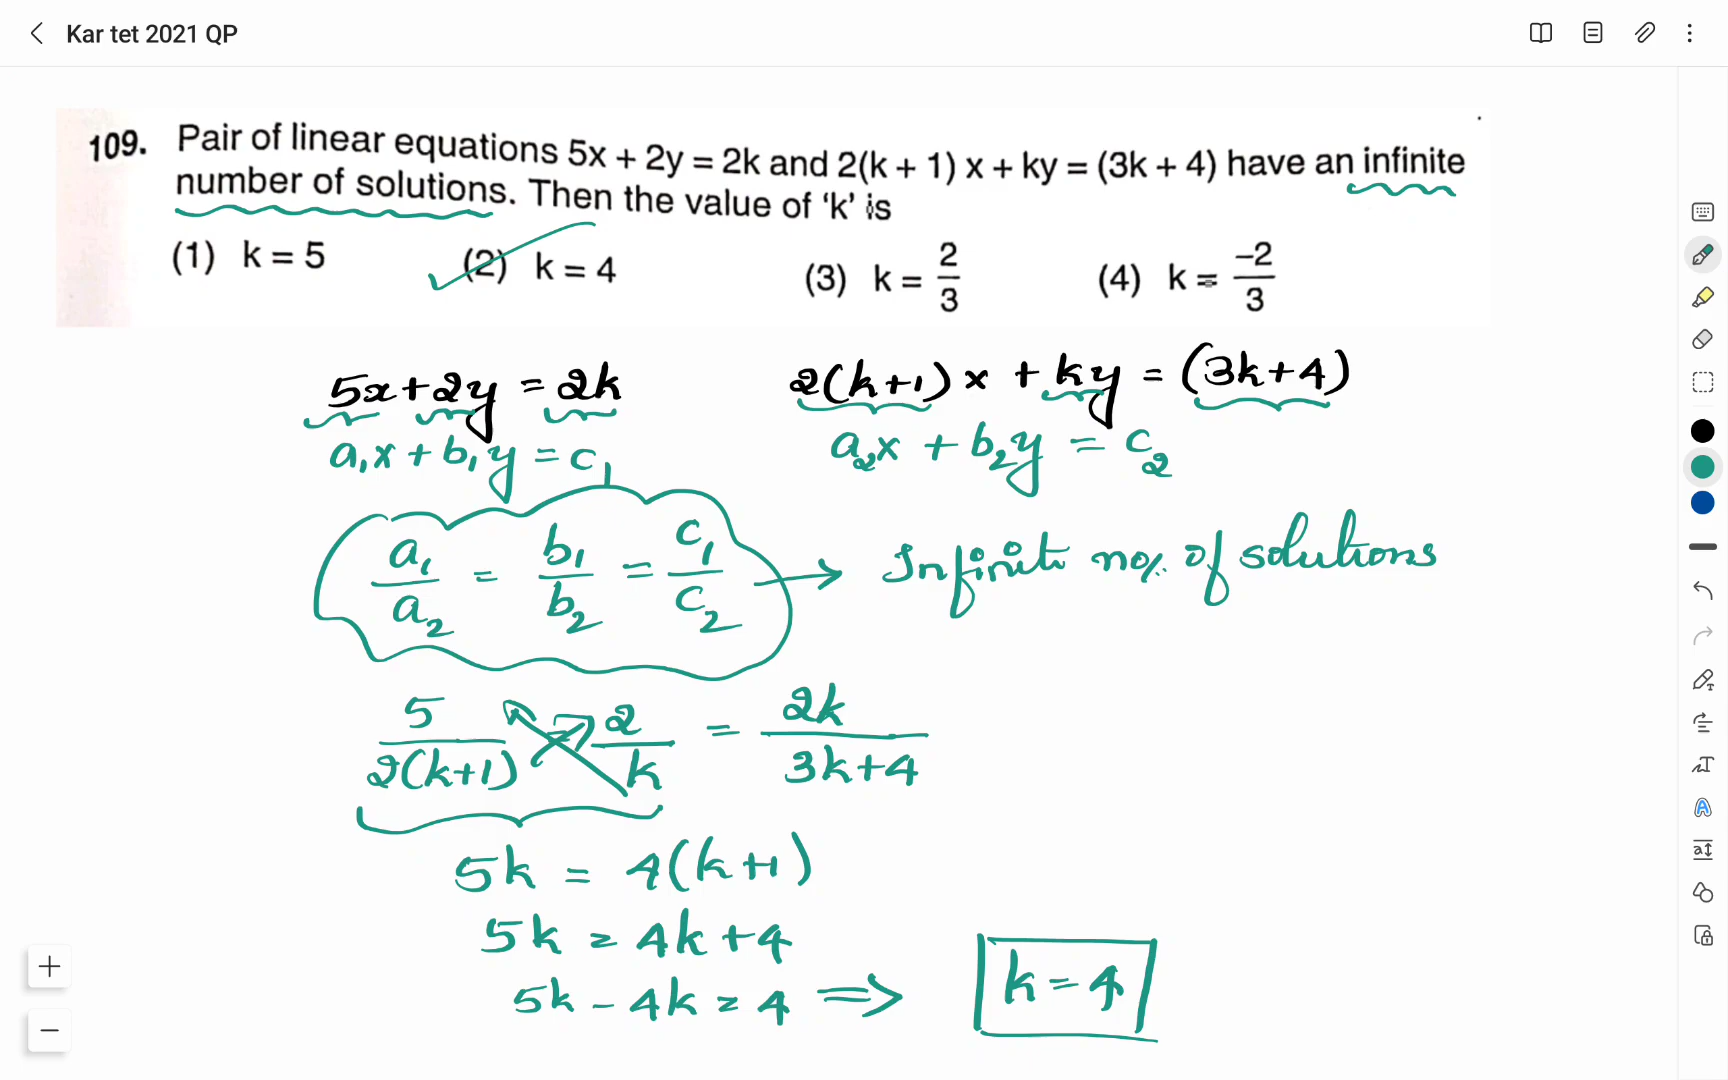 Kar tet 2021 QP
109. Pair of linear equations 5x + 2y = 2k and 2(k + 1) x + ky = (3k + 4) have an infinite
number of solutions. Then the value of ‘k’ is
(1) k = 5 (2) k = 4 (3) k = 2/3 (4) k = -2/3
5x+2y = 2k 2(k+1) x + ky = (3k+4)
a₁x + b₁y = c₁ a₂x + b₂y = c₂
a₁/a₂ = b₁/b₂ = c₁/c₂ → Infinite no. of solutions
5/2(k+1) = 2/k = 2k/3k+4
5k = 4(k+1)
5k = 4k+4
5k - 4k = 4 ⇒ k = 4